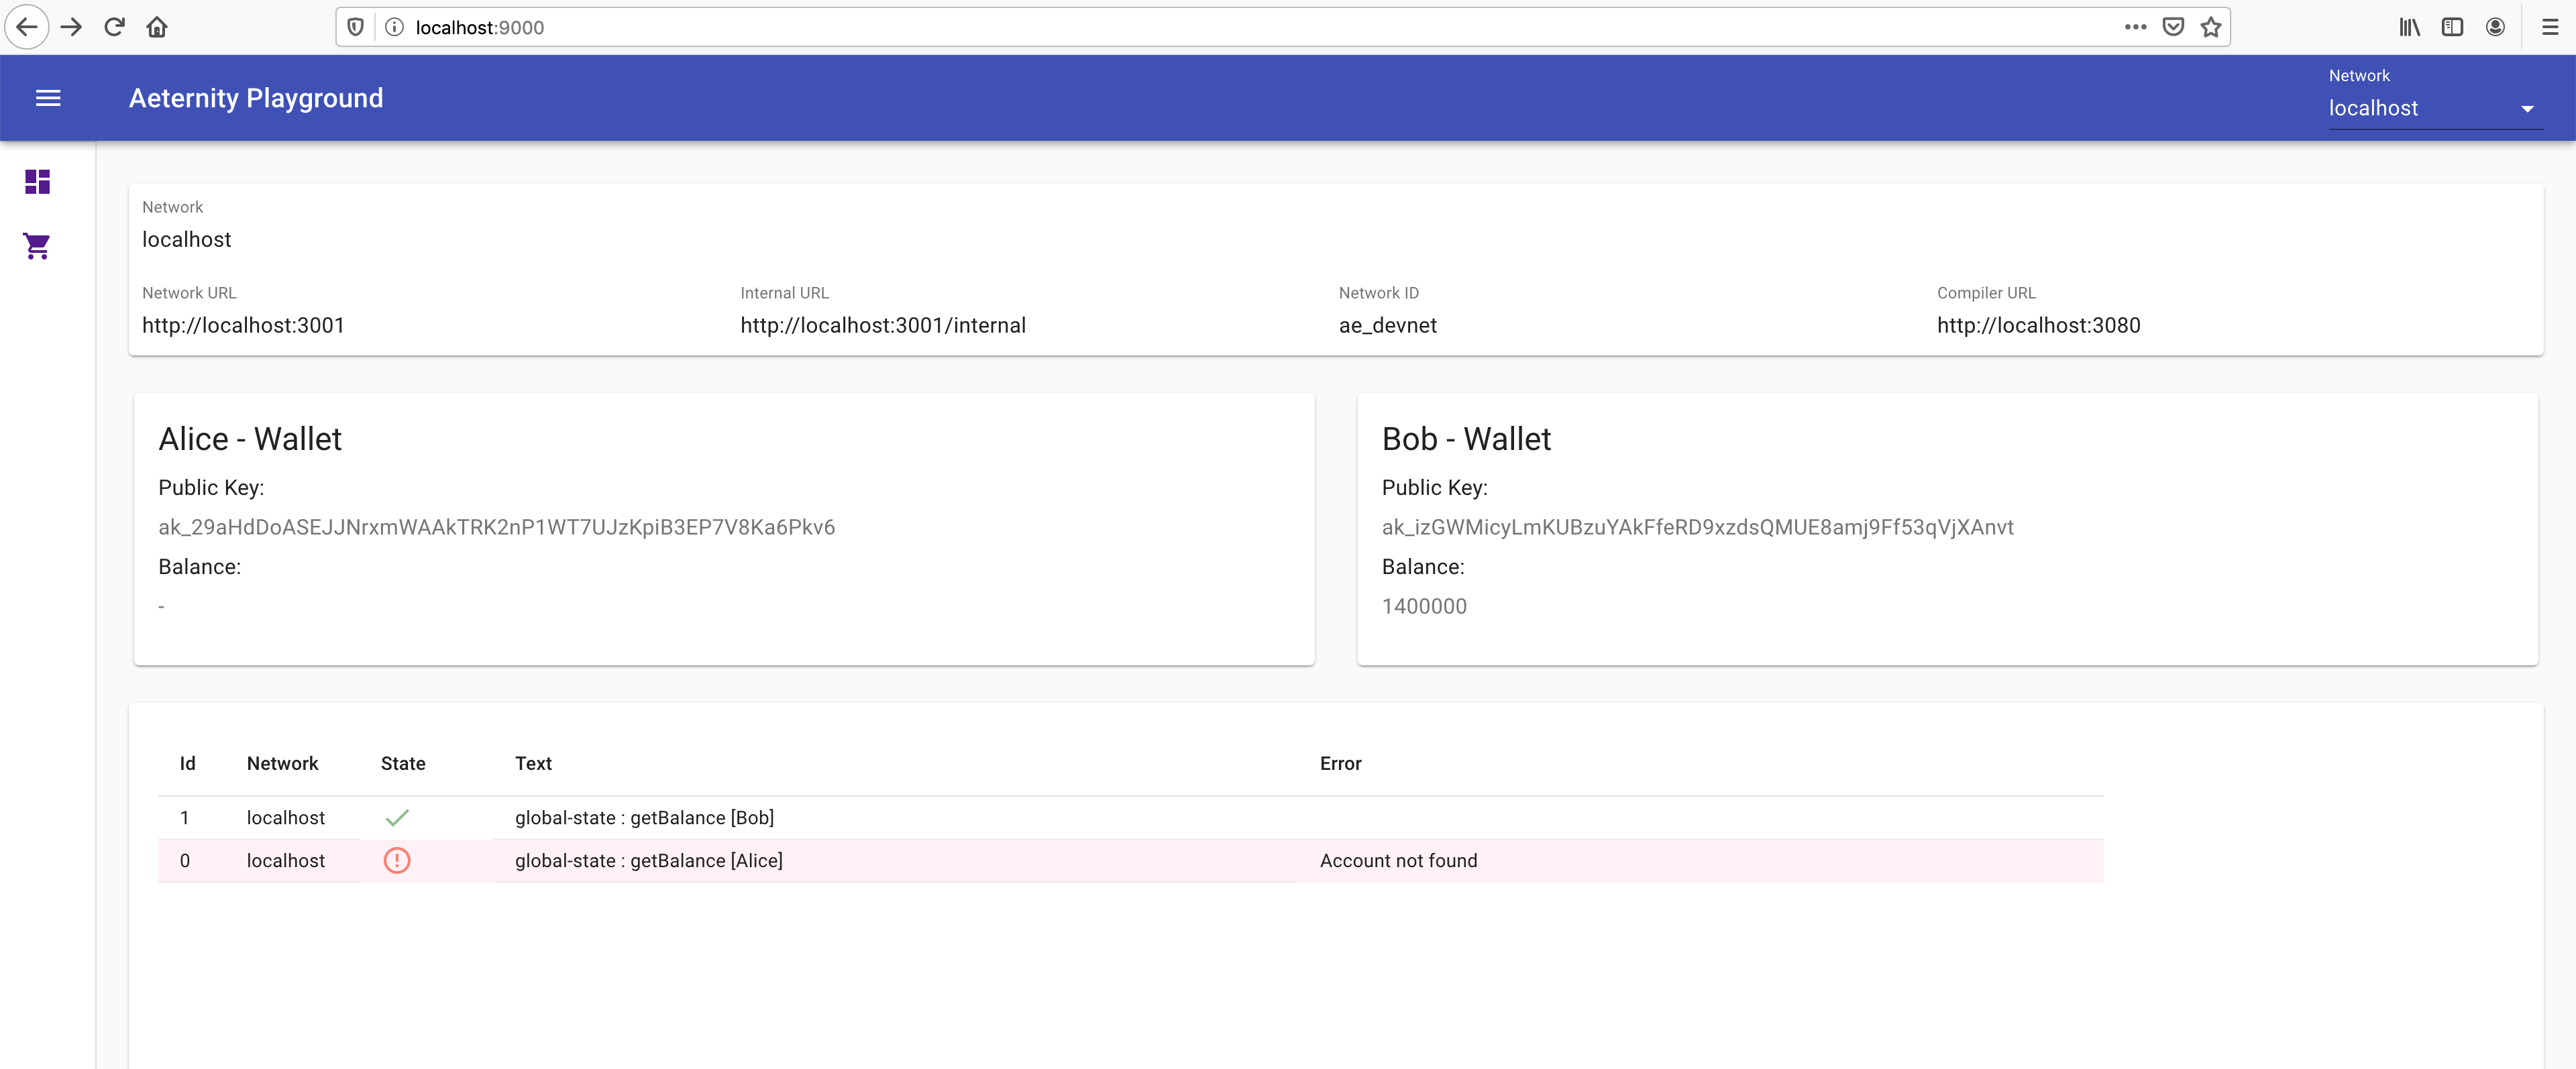 localhost:9000
Aeternity Playground
Network
localhost
Network
localhost
Network URL Internal URL Network ID Compiler URL
http://localhost:3001 http://localhost:3001/internal ae_devnet http://localhost:3080
Alice - Wallet
Public Key:
ak_29aHdDoASEJJNrxmWAAkTRK2nP1WT7UJzKpiB3EP7V8Ka6Pkv6
Balance:
-
Bob - Wallet
Public Key:
ak_izGWMicyLmKUBzuYAkFfeRD9xzdsQMUE8amj9Ff53qVjXAnvt
Balance:
1400000
Id Network State Text Error
1 localhost global-state : getBalance [Bob]
0 localhost global-state : getBalance [Alice] Account not found